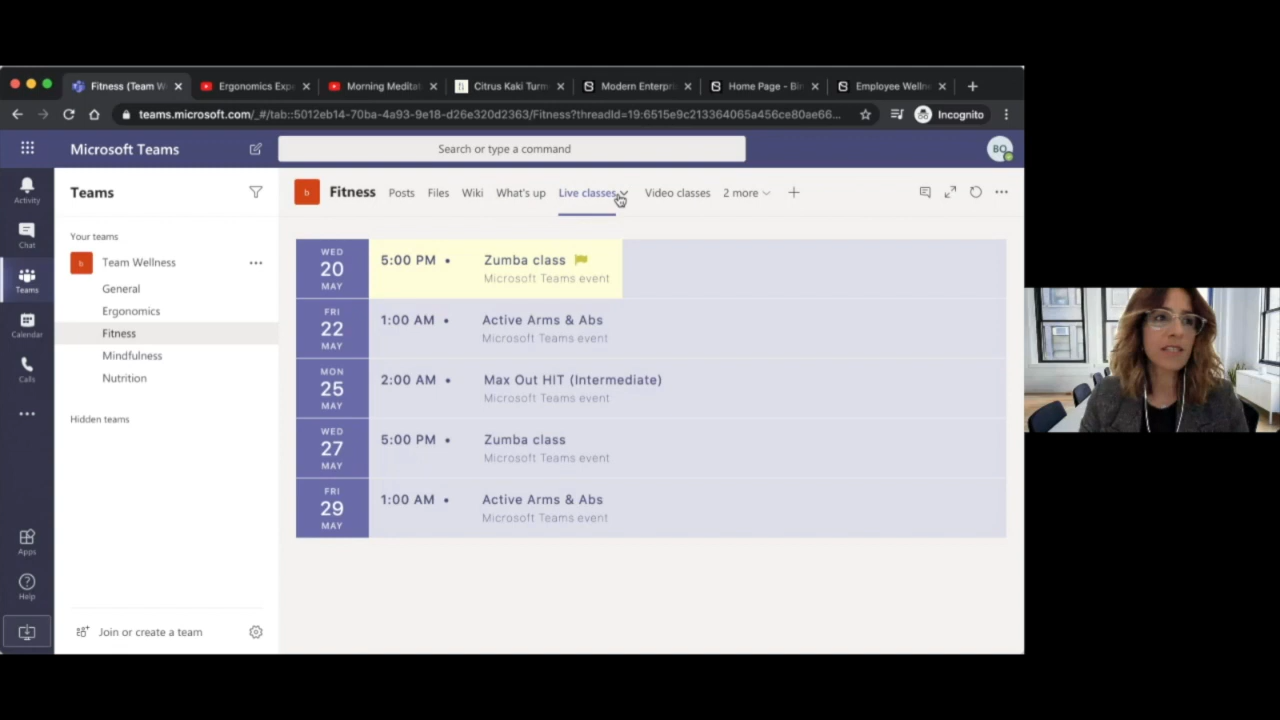 Fitness (Team W
Ergonomics Exp
Morning Meditat
Citrus Kaki Turm
Modern Enterpri
Home Page - Bin
Employee Welln
teams.microsoft.com/_#/tab::5012eb14-70ba-4a93-9e18-d26e320d2363/Fitness?threadId=19:6515e9c213364065a456ce80ae66...
Incognito
Microsoft Teams
Search or type a command
BO
Activity
Chat
Teams
Calendar
Calls
Apps
Help
Teams
Your teams
b Team Wellness
General
Ergonomics
Fitness
Mindfulness
Nutrition
Hidden teams
Join or create a team
b Fitness Posts Files Wiki What's up Live classes Video classes 2 more
WED
20
MAY
5:00 PM • Zumba class
Microsoft Teams event
FRI
22
MAY
1:00 AM • Active Arms & Abs
Microsoft Teams event
MON
25
MAY
2:00 AM • Max Out HIT (Intermediate)
Microsoft Teams event
WED
27
MAY
5:00 PM • Zumba class
Microsoft Teams event
FRI
29
MAY
1:00 AM • Active Arms & Abs
Microsoft Teams event